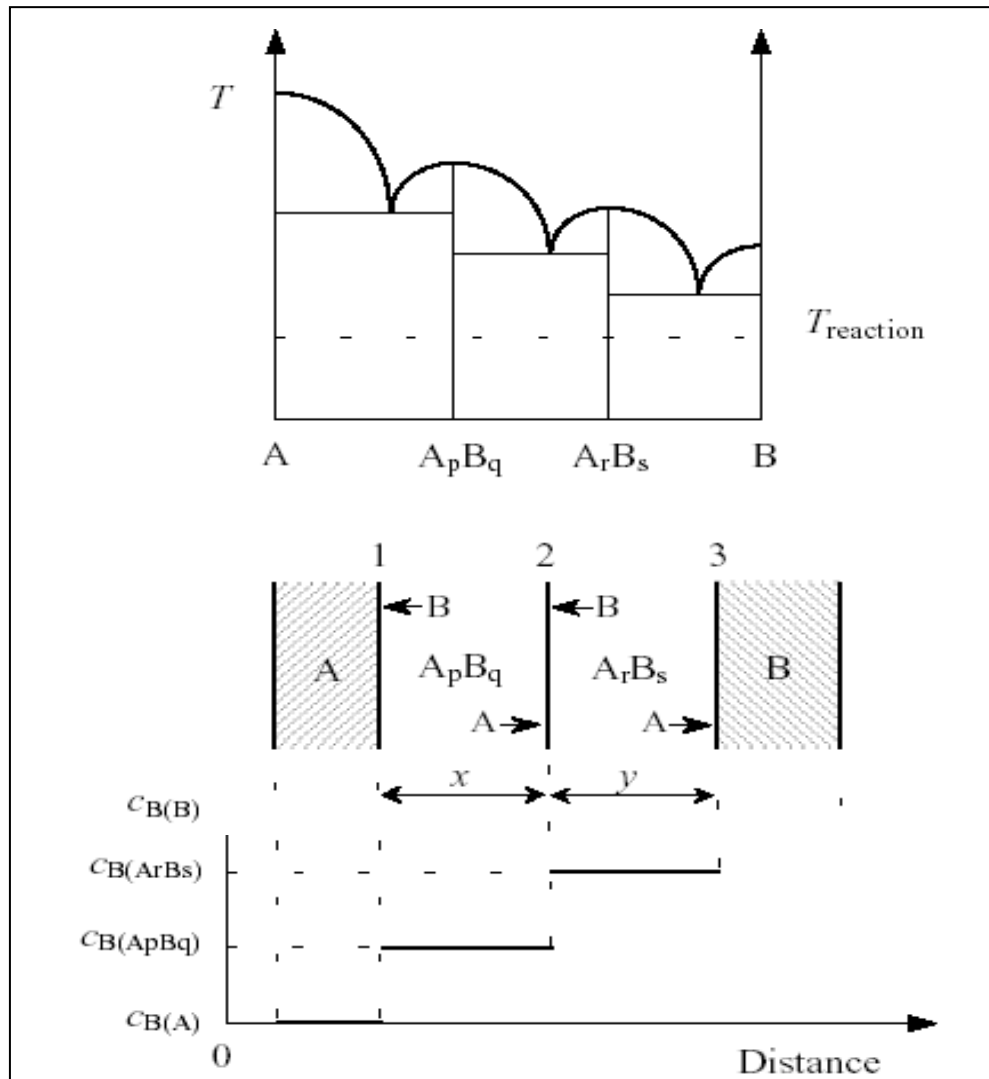 T
T_reaction
A A_pB_q A_rB_s B
1 2 3
B B
A A_pB_q A_rB_s B
A A
x y
c_B(B)
c_B(ArBs)
c_B(ApBq)
c_B(A)
0 Distance